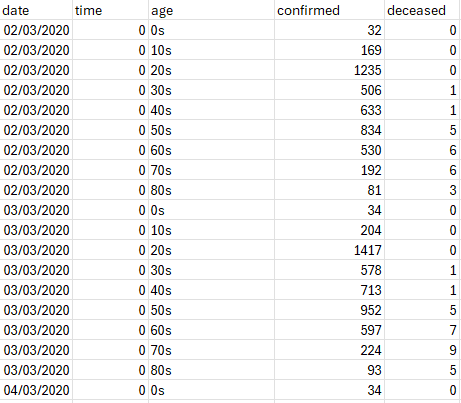 date time age confirmed deceased
02/03/2020 0 0s 32 0
02/03/2020 0 10s 169 0
02/03/2020 0 20s 1235 0
02/03/2020 0 30s 506 1
02/03/2020 0 40s 633 1
02/03/2020 0 50s 834 5
02/03/2020 0 60s 530 6
02/03/2020 0 70s 192 6
02/03/2020 0 80s 81 3
03/03/2020 0 0s 34 0
03/03/2020 0 10s 204 0
03/03/2020 0 20s 1417 0
03/03/2020 0 30s 578 1
03/03/2020 0 40s 713 1
03/03/2020 0 50s 952 5
03/03/2020 0 60s 597 7
03/03/2020 0 70s 224 9
03/03/2020 0 80s 93 5
04/03/2020 0 0s 34 0